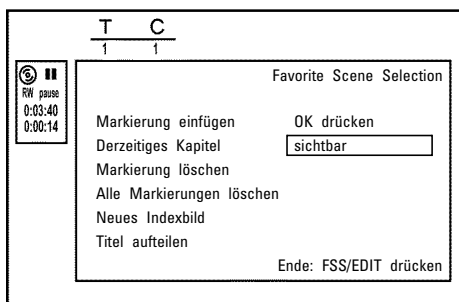 T C
1 1
RW pause
0:03:40
0:00:14
Favorite Scene Selection
Markierung einfügen OK drücken
Derzeitiges Kapitel sichtbar
Markierung löschen
Alle Markierungen löschen
Neues Indexbild
Titel aufteilen
Ende: FSS/EDIT drücken